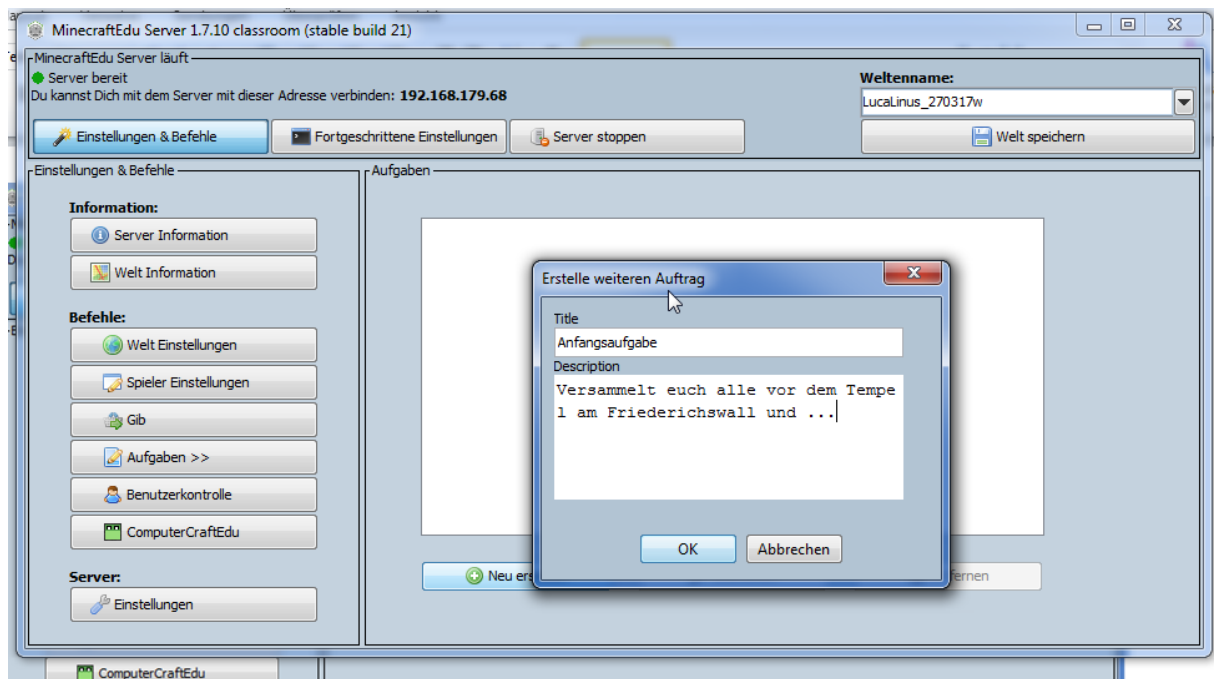 MinecraftEdu Server 1.7.10 classroom (stable build 21)
MinecraftEdu Server läuft
Server bereit
Du kannst Dich mit dem Server mit dieser Adresse verbinden: 192.168.179.68
Weltenname:
LucaLinus_270317w
Einstellungen & Befehle
Fortgeschrittene Einstellungen
Server stoppen
Welt speichern
Einstellungen & Befehle
Information:
Server Information
Welt Information
Befehle:
Welt Einstellungen
Spieler Einstellungen
Gib
Aufgaben >>
Benutzerkontrolle
ComputerCraftEdu
Server:
Einstellungen
Aufgaben
Erstelle weiteren Auftrag
Title
Anfangsaufgabe
Description
Versammelt euch alle vor dem Tempe
l am Friederichswall und ...
OK
Abbrechen
Neu ers
fernen
ComputerCraftEdu